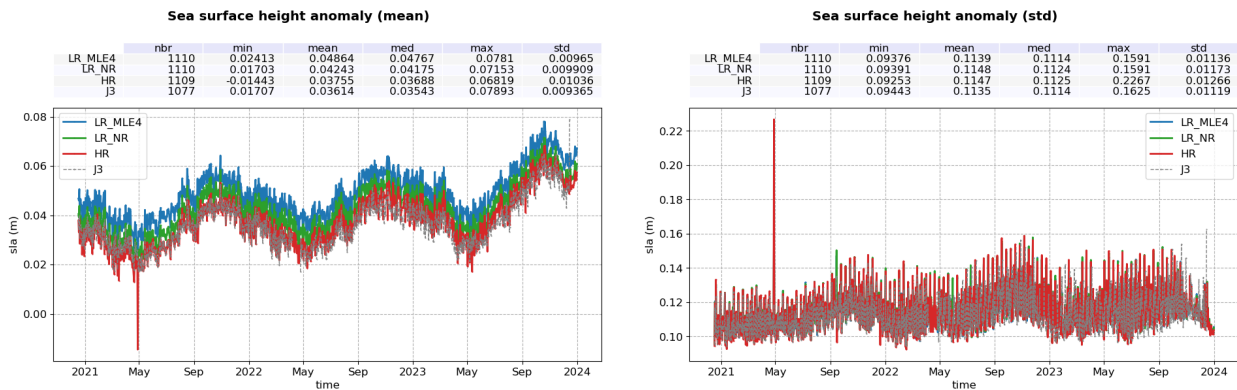 Sea surface height anomaly (mean)
nbr min mean med max std
LR_MLE4 1110 0.02413 0.04864 0.04767 0.0781 0.00965
LR_NR 1110 0.01703 0.04243 0.04175 0.07153 0.009909
HR 1109 -0.01443 0.03755 0.03688 0.06819 0.01036
J3 1077 0.01707 0.03614 0.03543 0.07893 0.009365
0.08
0.06
0.04
0.02
0.00
sla (m)
LR_MLE4
LR_NR
HR
J3
2021 May Sep 2022 May Sep 2023 May Sep 2024
time
Sea surface height anomaly (std)
nbr min mean med max std
LR_MLE4 1110 0.09376 0.1139 0.1114 0.1591 0.01136
LR_NR 1110 0.09391 0.1148 0.1124 0.1591 0.01173
HR 1109 0.09253 0.1147 0.1125 0.2267 0.01266
J3 1077 0.09443 0.1135 0.1114 0.1625 0.01119
0.22
0.20
0.18
0.16
0.14
0.12
0.10
sla (m)
LR_MLE4
LR_NR
HR
J3
2021 May Sep 2022 May Sep 2023 May Sep 2024
time